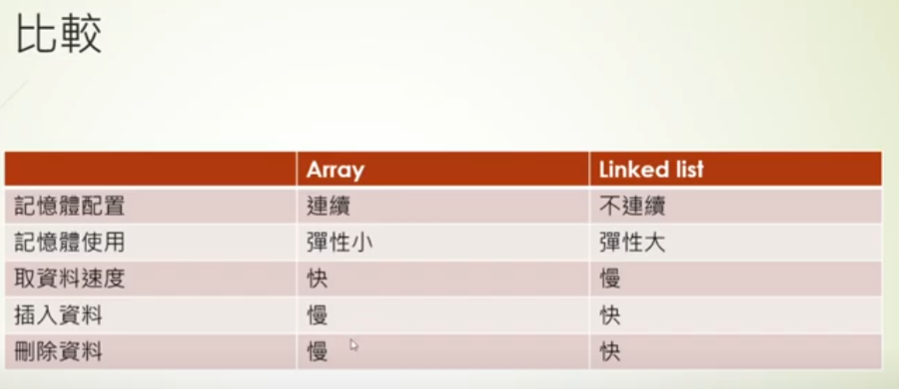 比較
Array Linked list
記憶體配置 連續 不連續
記憶體使用 彈性小 彈性大
取資料速度 快 慢
插入資料 慢 快
刪除資料 慢 快